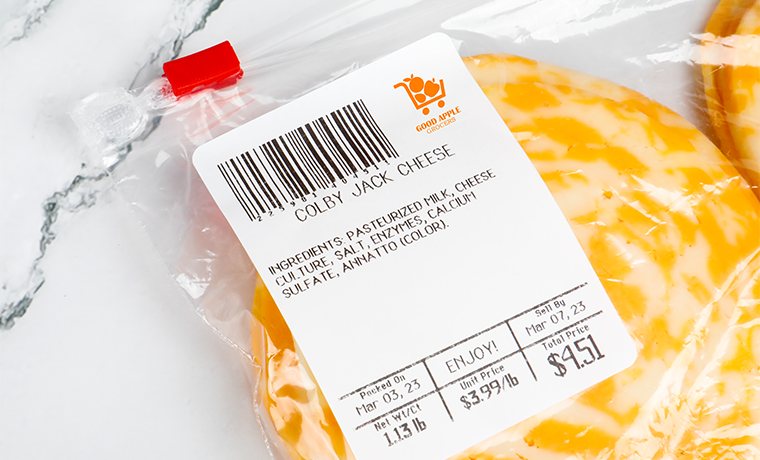 GOOD APPLE
GROCERS
COLBY JACK CHEESE
INGREDIENTS: PASTEURIZED MILK, CHEESE
CULTURE, SALT, ENZYMES, CALCIUM
SULFATE, ANNATTO (COLOR).
Packed On
Mar 03, 23
ENJOY!
Sell By
Mar 07, 23
Net Wt/Ct
1.13 lb
Unit Price
$3.99/lb
Total Price
$4.51